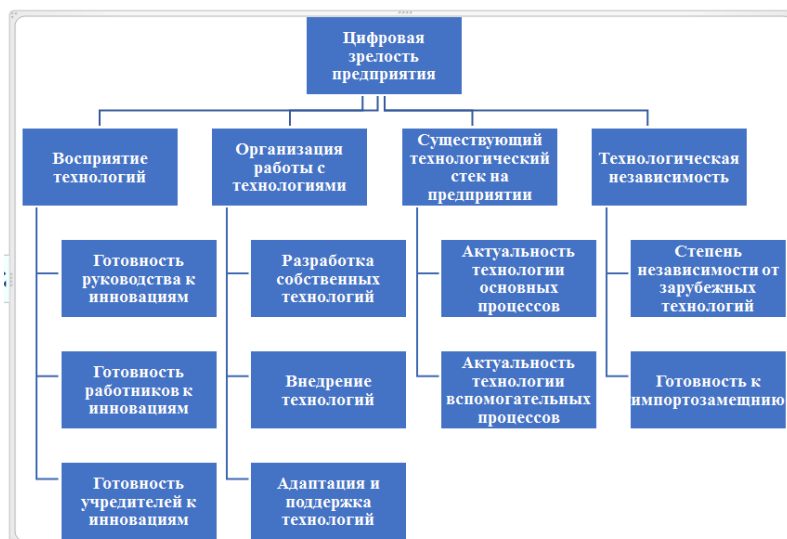 Цифровая
зрелость
предприятия
Восприятие
технологий
Организация
работы с
технологиями
Существующий
технологический
стек на
предприятии
Технологическая
независимость
Готовность
руководства к
инновациям
Разработка
собственных
технологий
Актуальность
технологии
основных
процессов
Степень
независимости от
зарубежных
технологий
Готовность
работников к
инновациям
Внедрение
технологий
Актуальность
технологии
вспомогательных
процессов
Готовность к
импортозамещнию
Готовность
учредителей к
инновациям
Адаптация и
поддержка
технологий